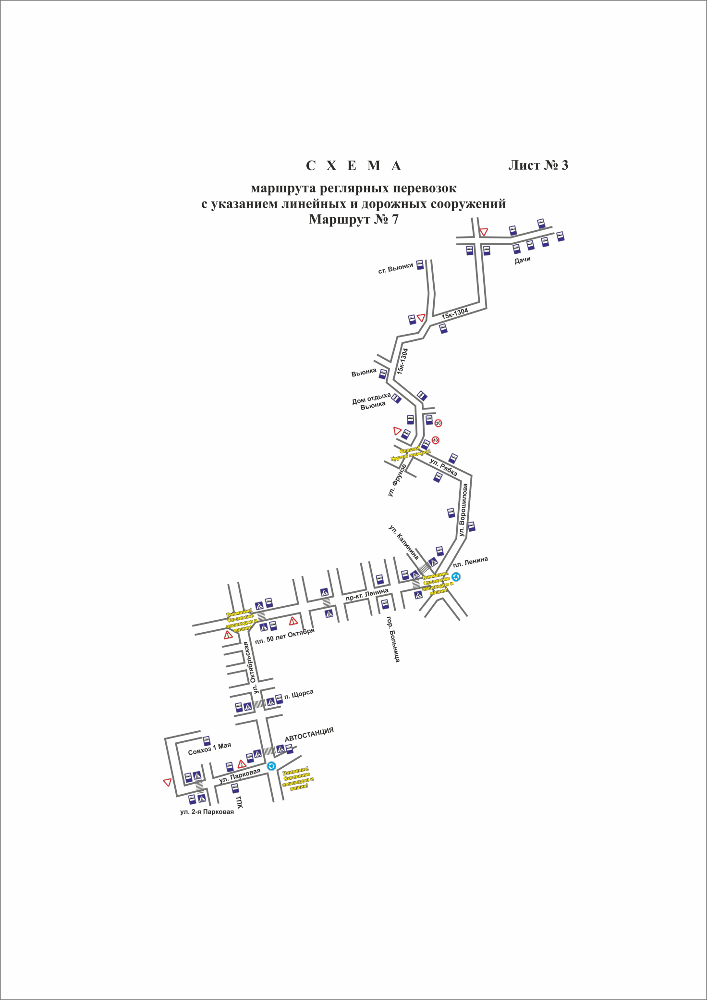 С Х Е М А
Лист № 3
маршрута реглярных перевозок
с указанием линейных и дорожных сооружений
Маршрут № 7
Дачи
ст. Вьюнки
15к-1304
15к-1304
Вьюнка
Дом отдыха
Вьюнка
30
40
Опасно!
Крутой поворот!
ул. Рябка
ул. Фрунзе
ул. Ворошилова
ул. Калинина
пл. Ленина
Внимание!
Скопление
пешеходов и
машин!
пр-кт. Ленина
гор. Больница
Внимание!
Скопление
пешеходов и
машин!
пл. 50 лет Октября
ул. Октябрьская
п. Щорса
АВТОСТАНЦИЯ
Совхоз 1 Мая
ул. Парковая
Внимание!
Скопление
пешеходов и
машин!
ТПК
ул. 2-я Парковая